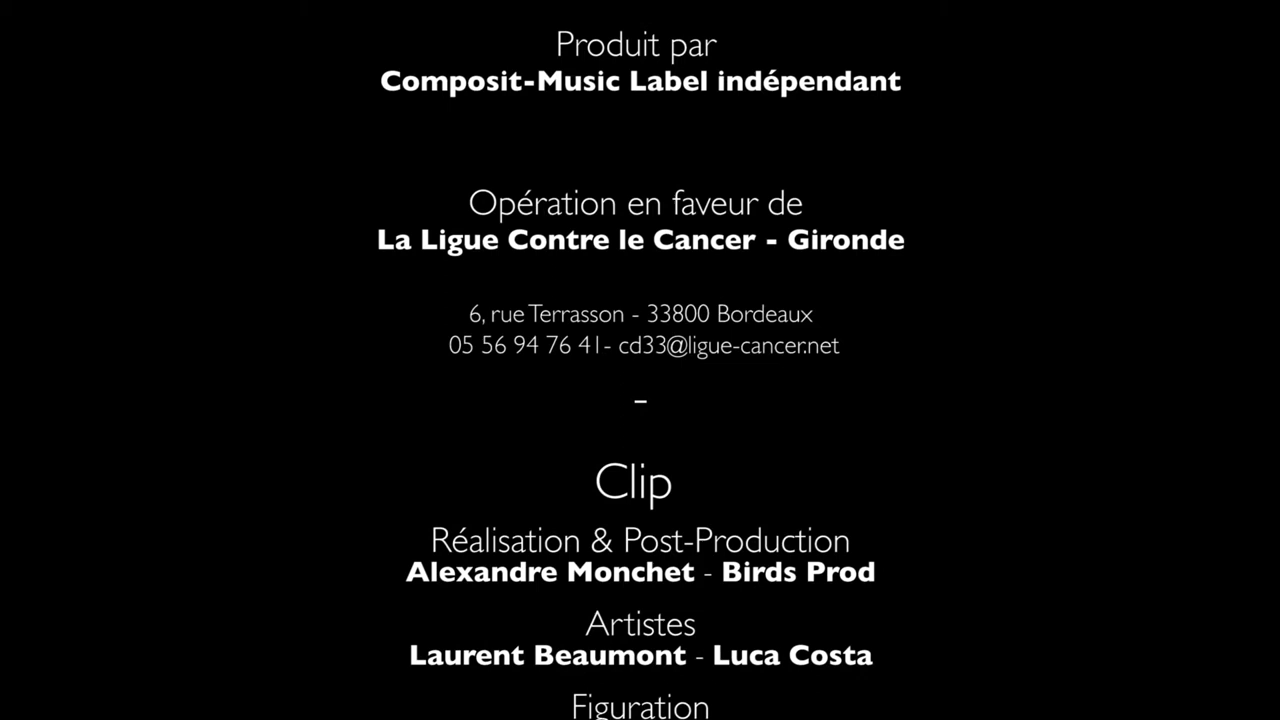 Produit par
Composit-Music Label indépendant
Opération en faveur de
La Ligue Contre le Cancer - Gironde
6, rue Terrasson - 33800 Bordeaux
05 56 94 76 41- cd33@ligue-cancer.net
–
Clip
Réalisation & Post-Production
Alexandre Monchet - Birds Prod
Artistes
Laurent Beaumont - Luca Costa
Figuration